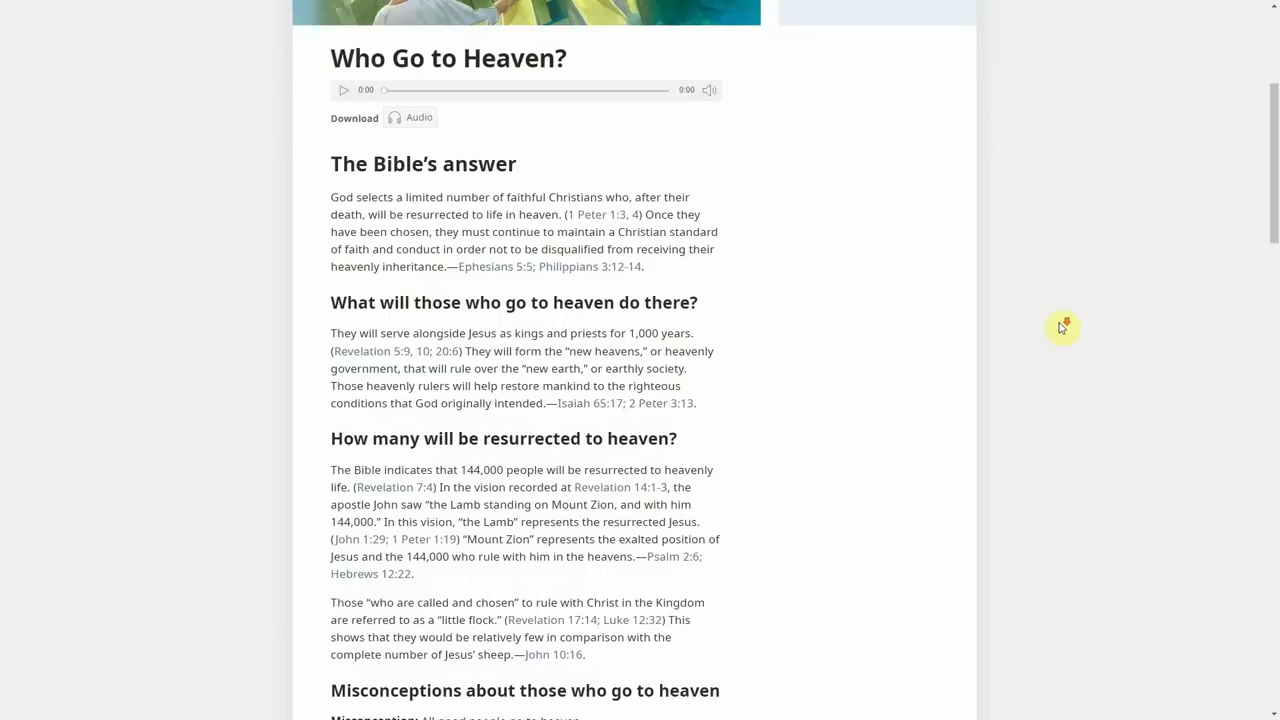 Who Go to Heaven?
0:00 0:00
Download Audio
The Bible’s answer
God selects a limited number of faithful Christians who, after their
death, will be resurrected to life in heaven. (1 Peter 1:3, 4) Once they
have been chosen, they must continue to maintain a Christian standard
of faith and conduct in order not to be disqualified from receiving their
heavenly inheritance.—Ephesians 5:5; Philippians 3:12-14.
What will those who go to heaven do there?
They will serve alongside Jesus as kings and priests for 1,000 years.
(Revelation 5:9, 10; 20:6) They will form the “new heavens,” or heavenly
government, that will rule over the “new earth,” or earthly society.
Those heavenly rulers will help restore mankind to the righteous
conditions that God originally intended.—Isaiah 65:17; 2 Peter 3:13.
How many will be resurrected to heaven?
The Bible indicates that 144,000 people will be resurrected to heavenly
life. (Revelation 7:4) In the vision recorded at Revelation 14:1-3, the
apostle John saw “the Lamb standing on Mount Zion, and with him
144,000.” In this vision, “the Lamb” represents the resurrected Jesus.
(John 1:29; 1 Peter 1:19) “Mount Zion” represents the exalted position of
Jesus and the 144,000 who rule with him in the heavens.—Psalm 2:6;
Hebrews 12:22.
Those “who are called and chosen” to rule with Christ in the Kingdom
are referred to as a “little flock.” (Revelation 17:14; Luke 12:32) This
shows that they would be relatively few in comparison with the
complete number of Jesus’ sheep.—John 10:16.
Misconceptions about those who go to heaven
Misconception: All good people go to heaven.